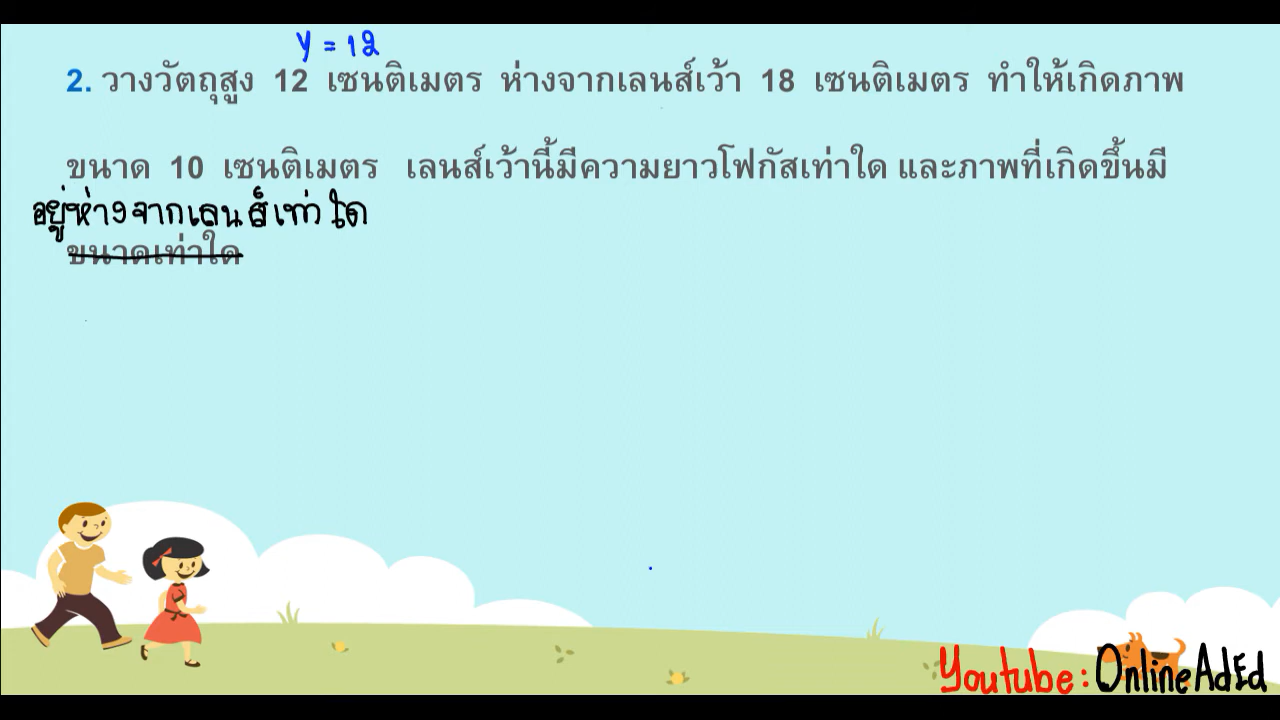 y = 12
2. วางวัตถุสูง 12 เซนติเมตร ห่างจากเลนส์เว้า 18 เซนติเมตร ทำให้เกิดภาพ
ขนาด 10 เซนติเมตร เลนส์เว้านี้มีความยาวโฟกัสเท่าใด และภาพที่เกิดขึ้นมี
อยู่ห่างจากเลนส์เท่าใด
ขนาดเท่าใด
Youtube: OnlineAdEd